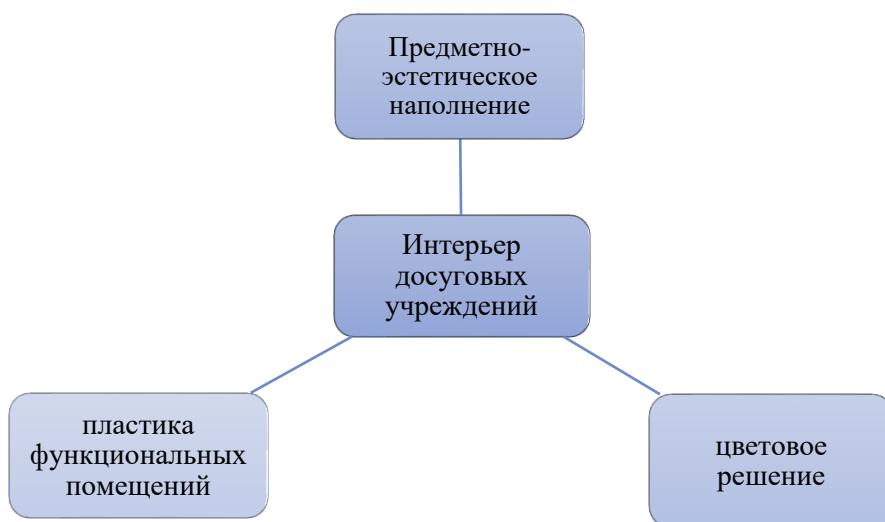 Предметно-
эстетическое
наполнение
Интерьер
досуговых
учреждений
пластика
функциональных
помещений
цветовое
решение